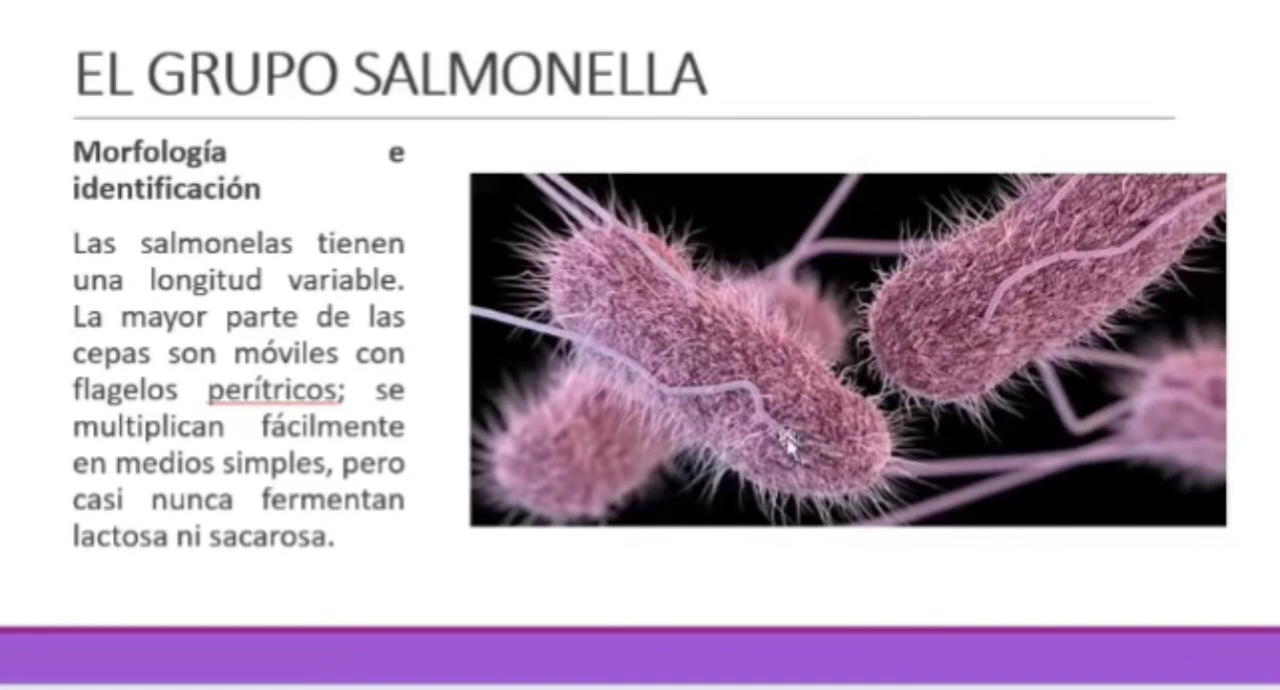 EL GRUPO SALMONELLA
Morfología e
identificación
Las salmonelas tienen
una longitud variable.
La mayor parte de las
cepas son móviles con
flagelos perítricos; se
multiplican fácilmente
en medios simples, pero
casi nunca fermentan
lactosa ni sacarosa.